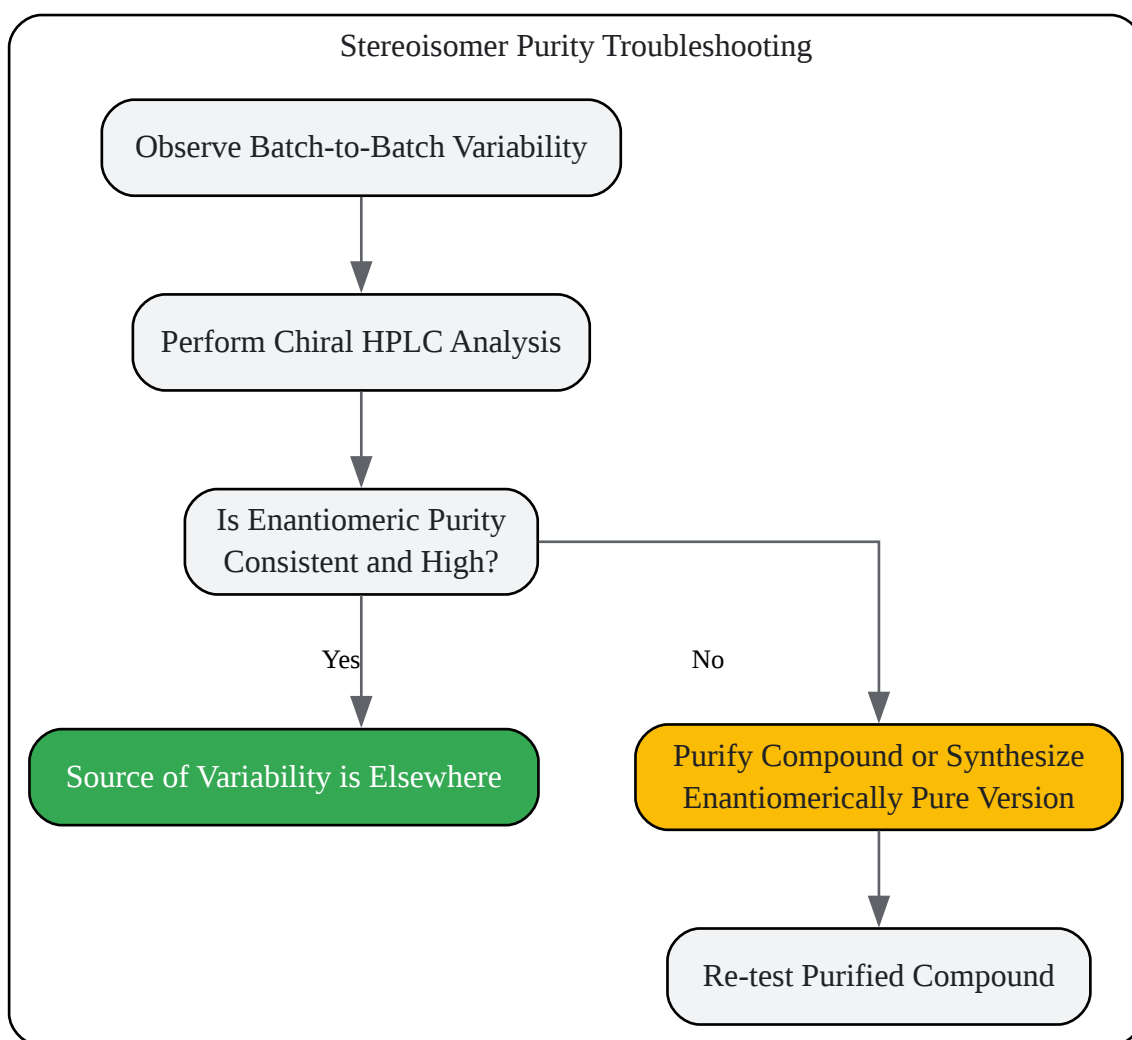 Stereoisomer Purity Troubleshooting
Observe Batch-to-Batch Variability
Perform Chiral HPLC Analysis
Is Enantiomeric Purity
Consistent and High?
Yes
No
Source of Variability is Elsewhere
Purify Compound or Synthesize
Enantiomerically Pure Version
Re-test Purified Compound